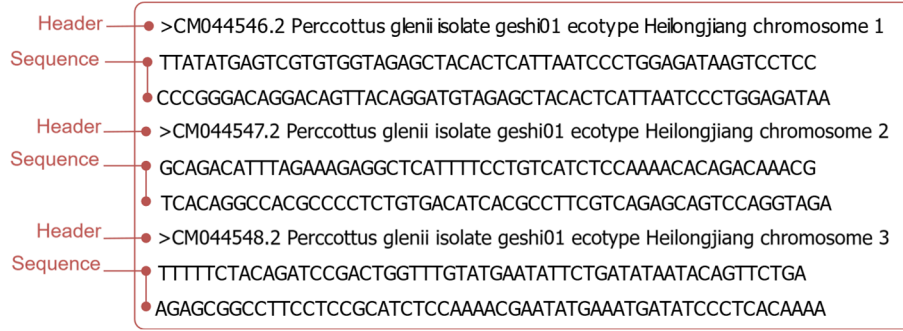 Header >CM044546.2 Perccottus glenii isolate geshi01 ecotype Heilongjiang chromosome 1
Sequence TTATATGAGTCGTGTGGTAGAGCTACACTCATTAATCCCTGGAGATAAGTCCTCC
CCCGGGACAGGACAGTTACAGGATGTAGAGCTACACTCATTAATCCCTGGAGATAA
Header >CM044547.2 Perccottus glenii isolate geshi01 ecotype Heilongjiang chromosome 2
Sequence GCAGACATTTAGAAAGAGGCTCATTTTCCTGTCATCTCCAAAACACAGACAAACG
TCACAGGCCACGCCCCTCTGTGACATCACGCCTTCGTCAGAGCAGTCCAGGTAGA
Header >CM044548.2 Perccottus glenii isolate geshi01 ecotype Heilongjiang chromosome 3
Sequence TTTTTCTACAGATCCGACTGGTTTGTATGAATATTCTGATATAATACAGTTCTGA
AGAGCGGCCTTCCTCCGCATCTCCAAAACGAATATGAAATGATATCCCTCACAAAA